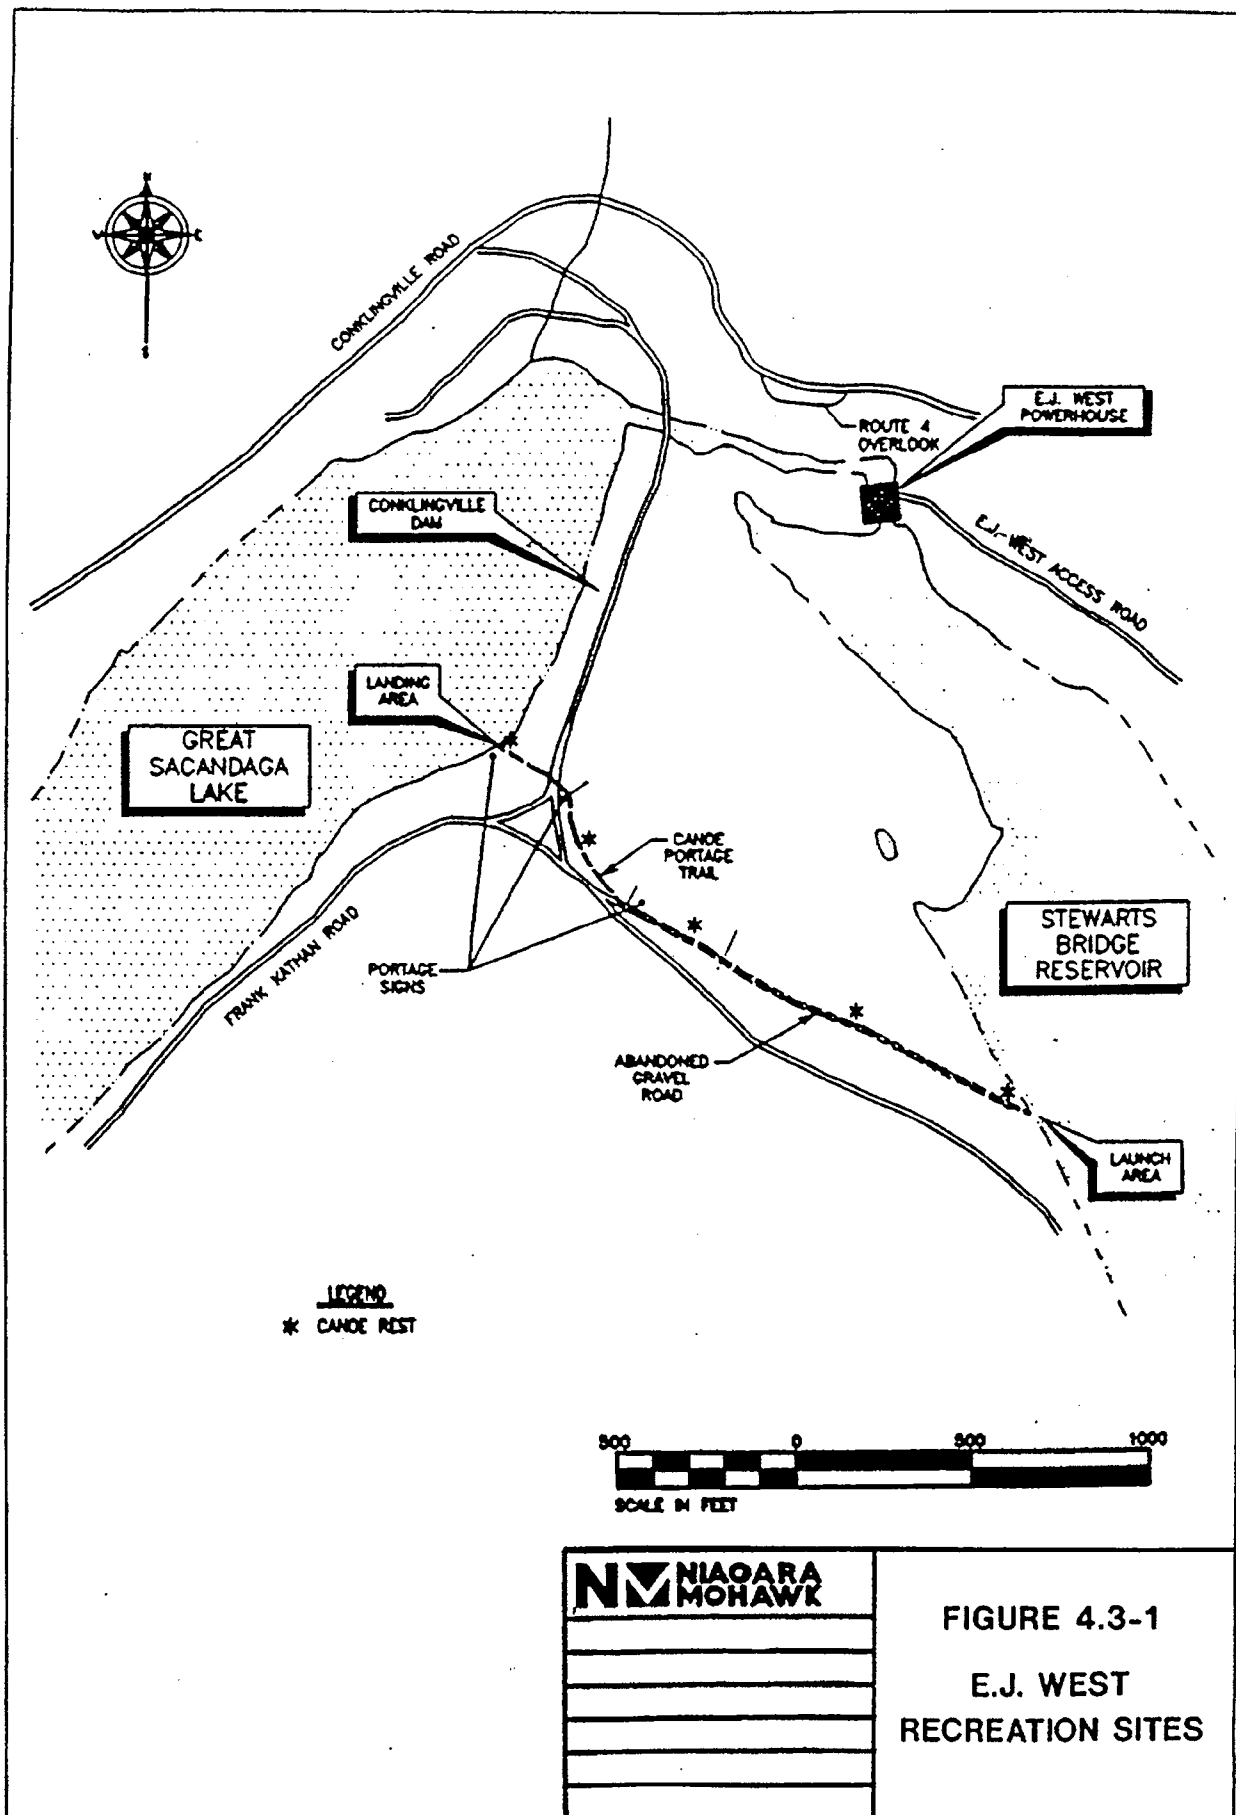 N
W
E
S
CONKLINGVILLE ROAD
E.J. WEST
POWERHOUSE
ROUTE 4
OVERLOOK
CONKLINGVILLE
DAM
E.J. WEST ACCESS ROAD
LANDING
AREA
GREAT
SACANDAGA
LAKE
CANOE
PORTAGE
TRAIL
STEWARTS
BRIDGE
RESERVOIR
FRANK KATHAN ROAD
PORTAGE
SIGNS
ABANDONED
GRAVEL
ROAD
LAUNCH
AREA
LEGEND
* CANOE REST
500 0 500 1000
SCALE IN FEET
NM NIAGARA
MOHAWK
FIGURE 4.3-1
E.J. WEST
RECREATION SITES